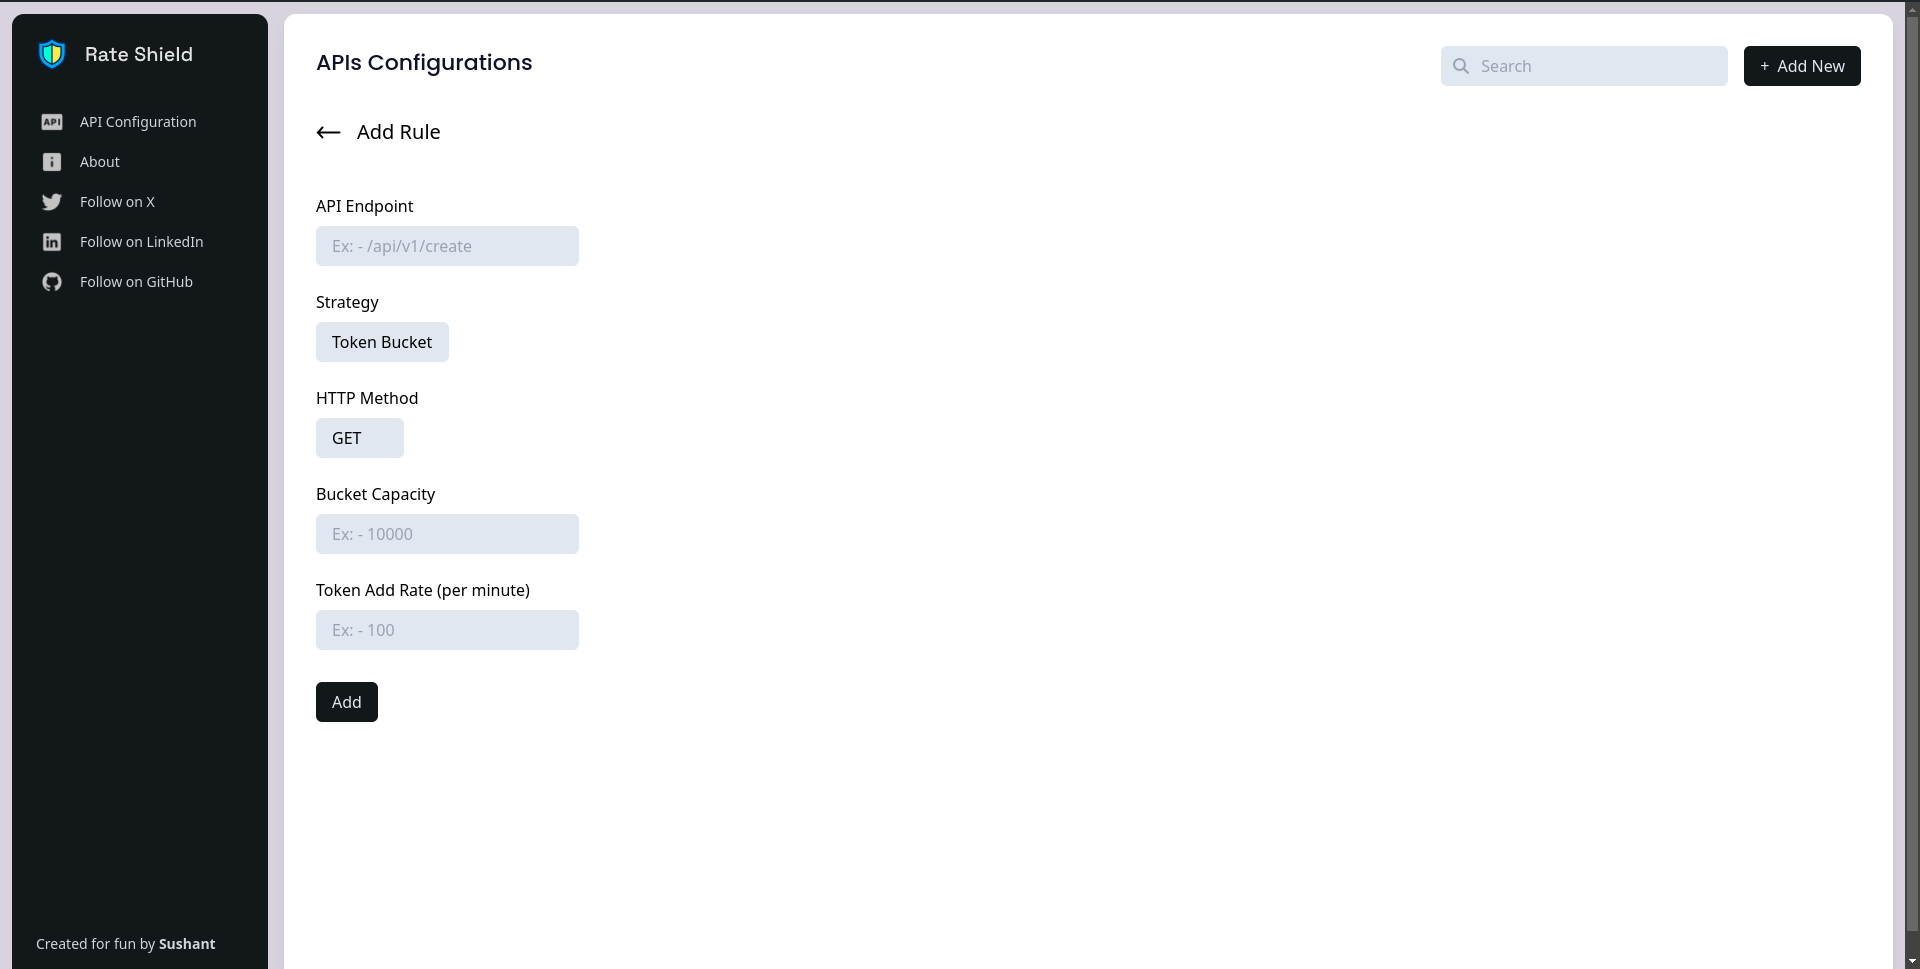 Rate Shield
API API Configuration
About
Follow on X
Follow on LinkedIn
Follow on GitHub
Created for fun by Sushant
APIs Configurations
Search
+ Add New
Add Rule
API Endpoint
Ex: - /api/v1/create
Strategy
Token Bucket
HTTP Method
GET
Bucket Capacity
Ex: - 10000
Token Add Rate (per minute)
Ex: - 100
Add